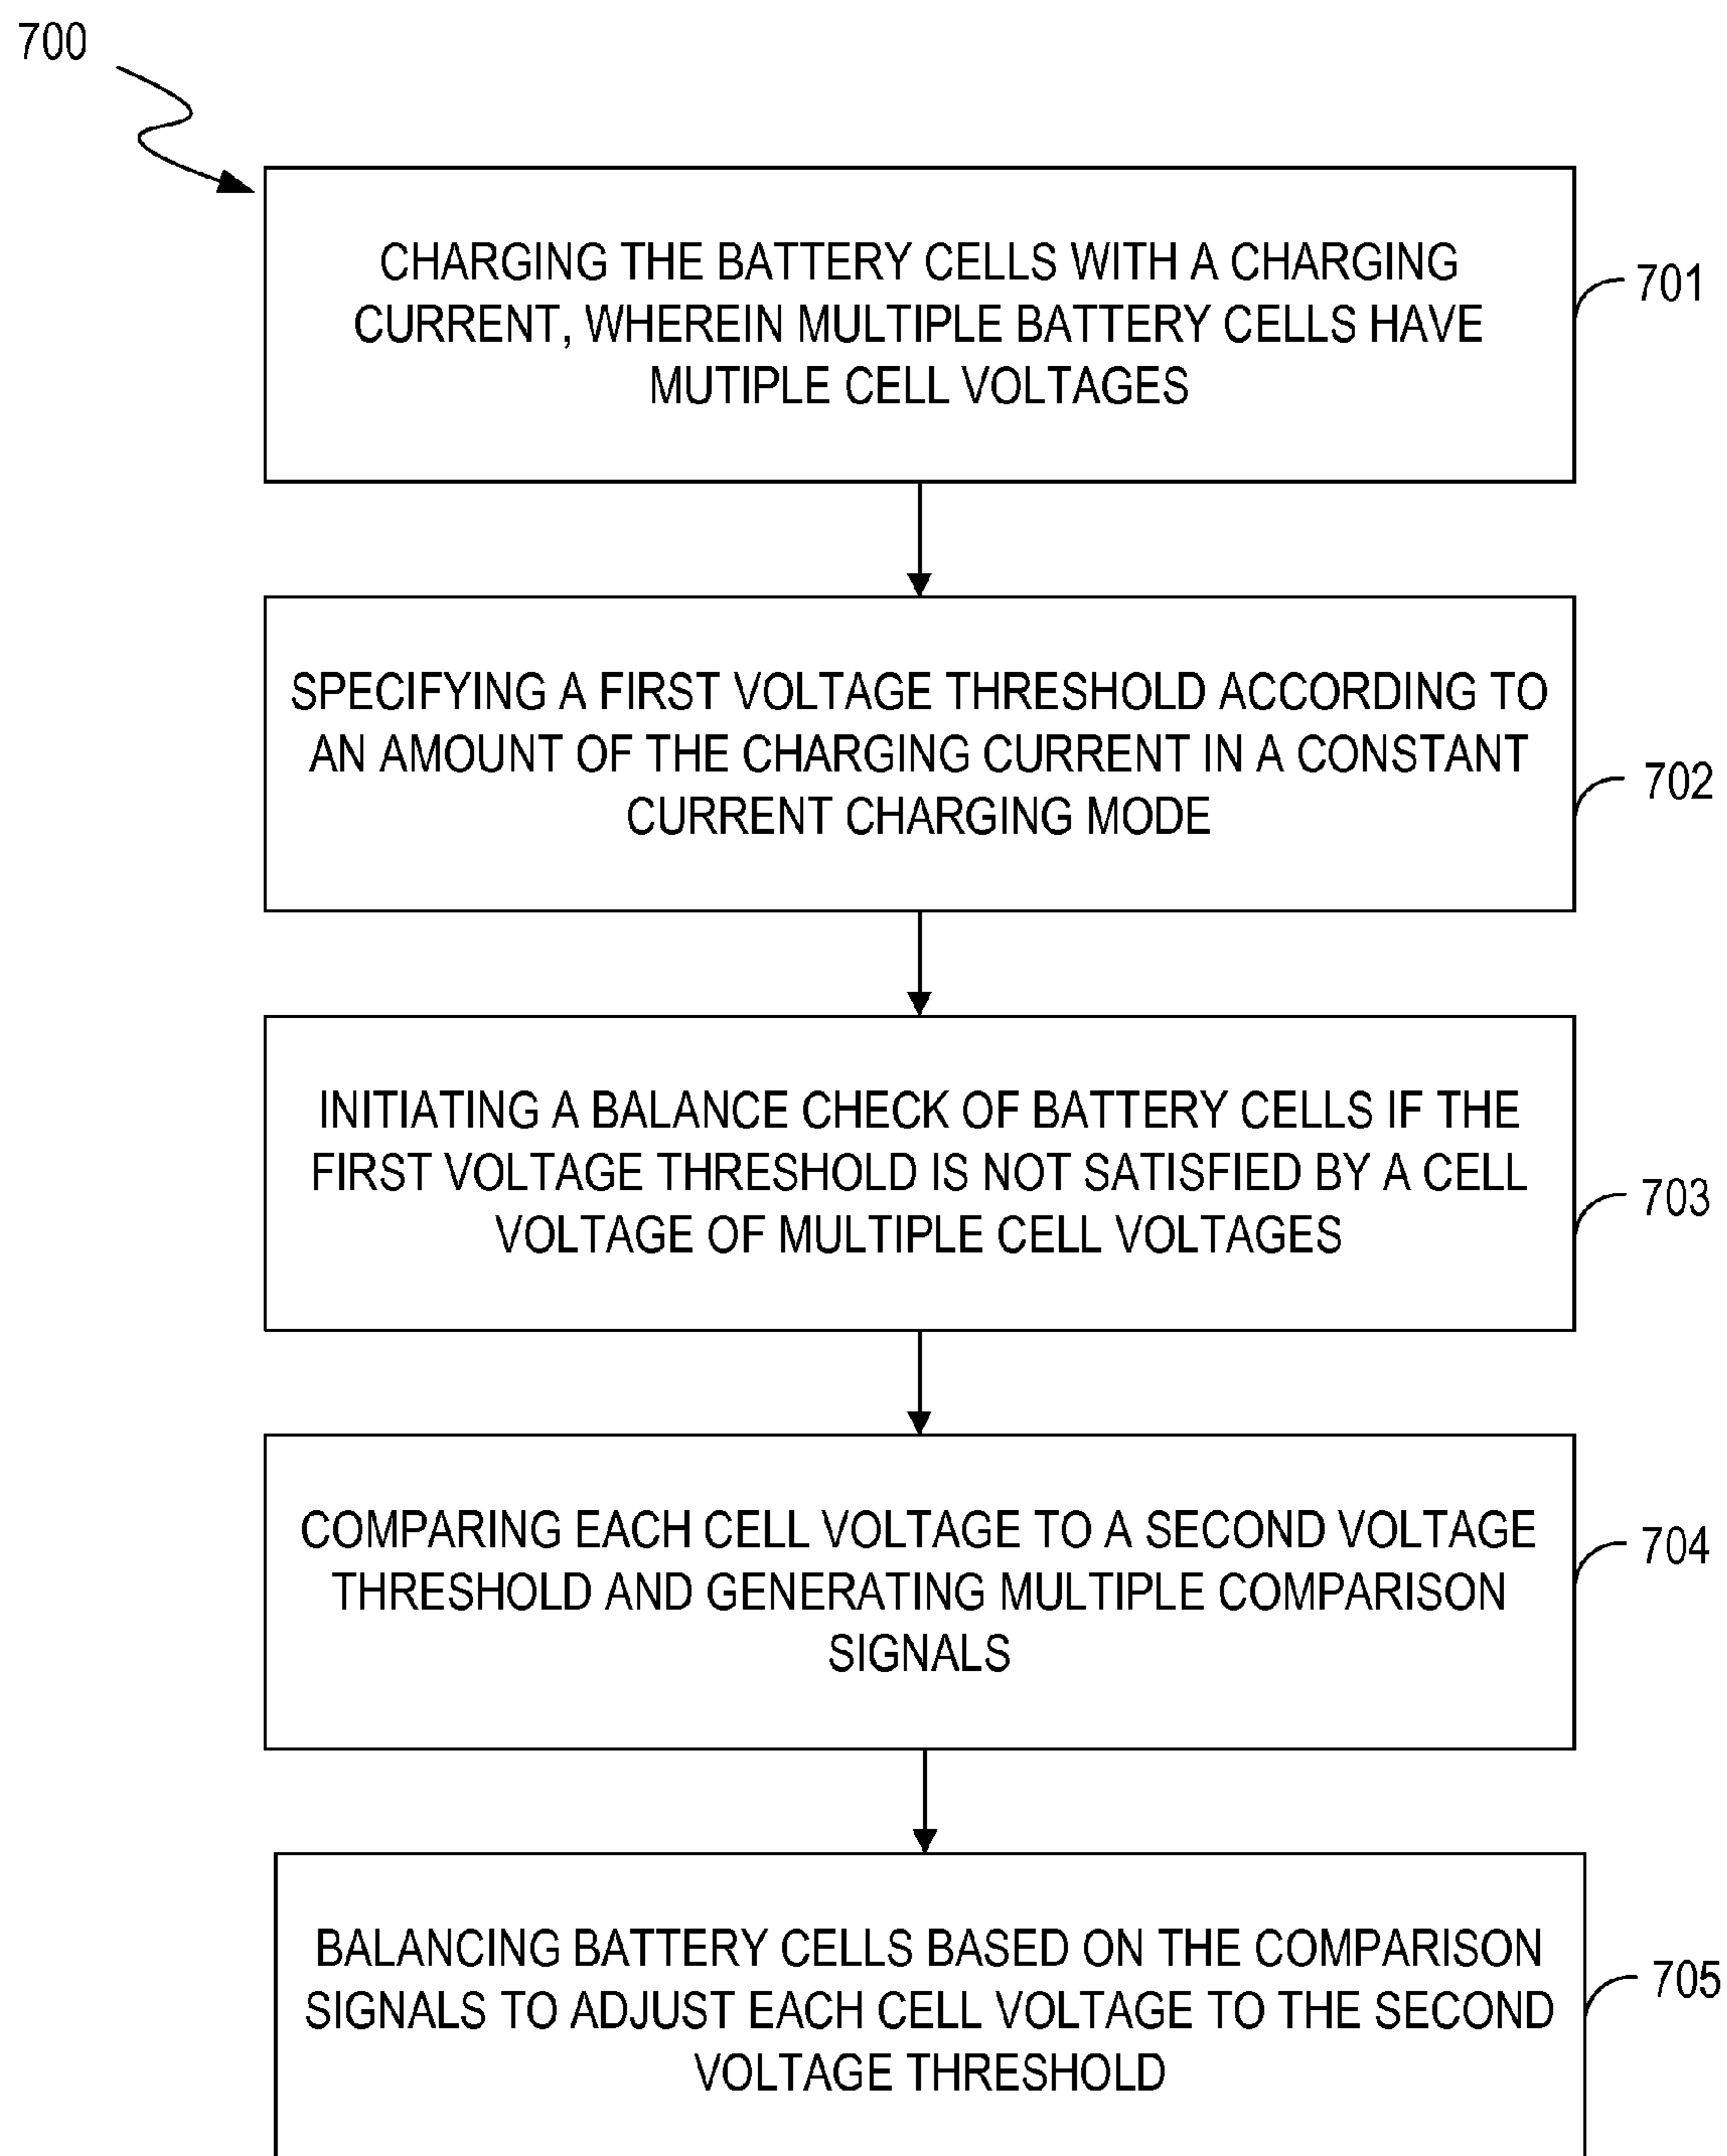 700
CHARGING THE BATTERY CELLS WITH A CHARGING
CURRENT, WHEREIN MULTIPLE BATTERY CELLS HAVE
MUTIPLE CELL VOLTAGES
701
SPECIFYING A FIRST VOLTAGE THRESHOLD ACCORDING TO
AN AMOUNT OF THE CHARGING CURRENT IN A CONSTANT
CURRENT CHARGING MODE
702
INITIATING A BALANCE CHECK OF BATTERY CELLS IF THE
FIRST VOLTAGE THRESHOLD IS NOT SATISFIED BY A CELL
VOLTAGE OF MULTIPLE CELL VOLTAGES
703
COMPARING EACH CELL VOLTAGE TO A SECOND VOLTAGE
THRESHOLD AND GENERATING MULTIPLE COMPARISON
SIGNALS
704
BALANCING BATTERY CELLS BASED ON THE COMPARISON
SIGNALS TO ADJUST EACH CELL VOLTAGE TO THE SECOND
VOLTAGE THRESHOLD
705